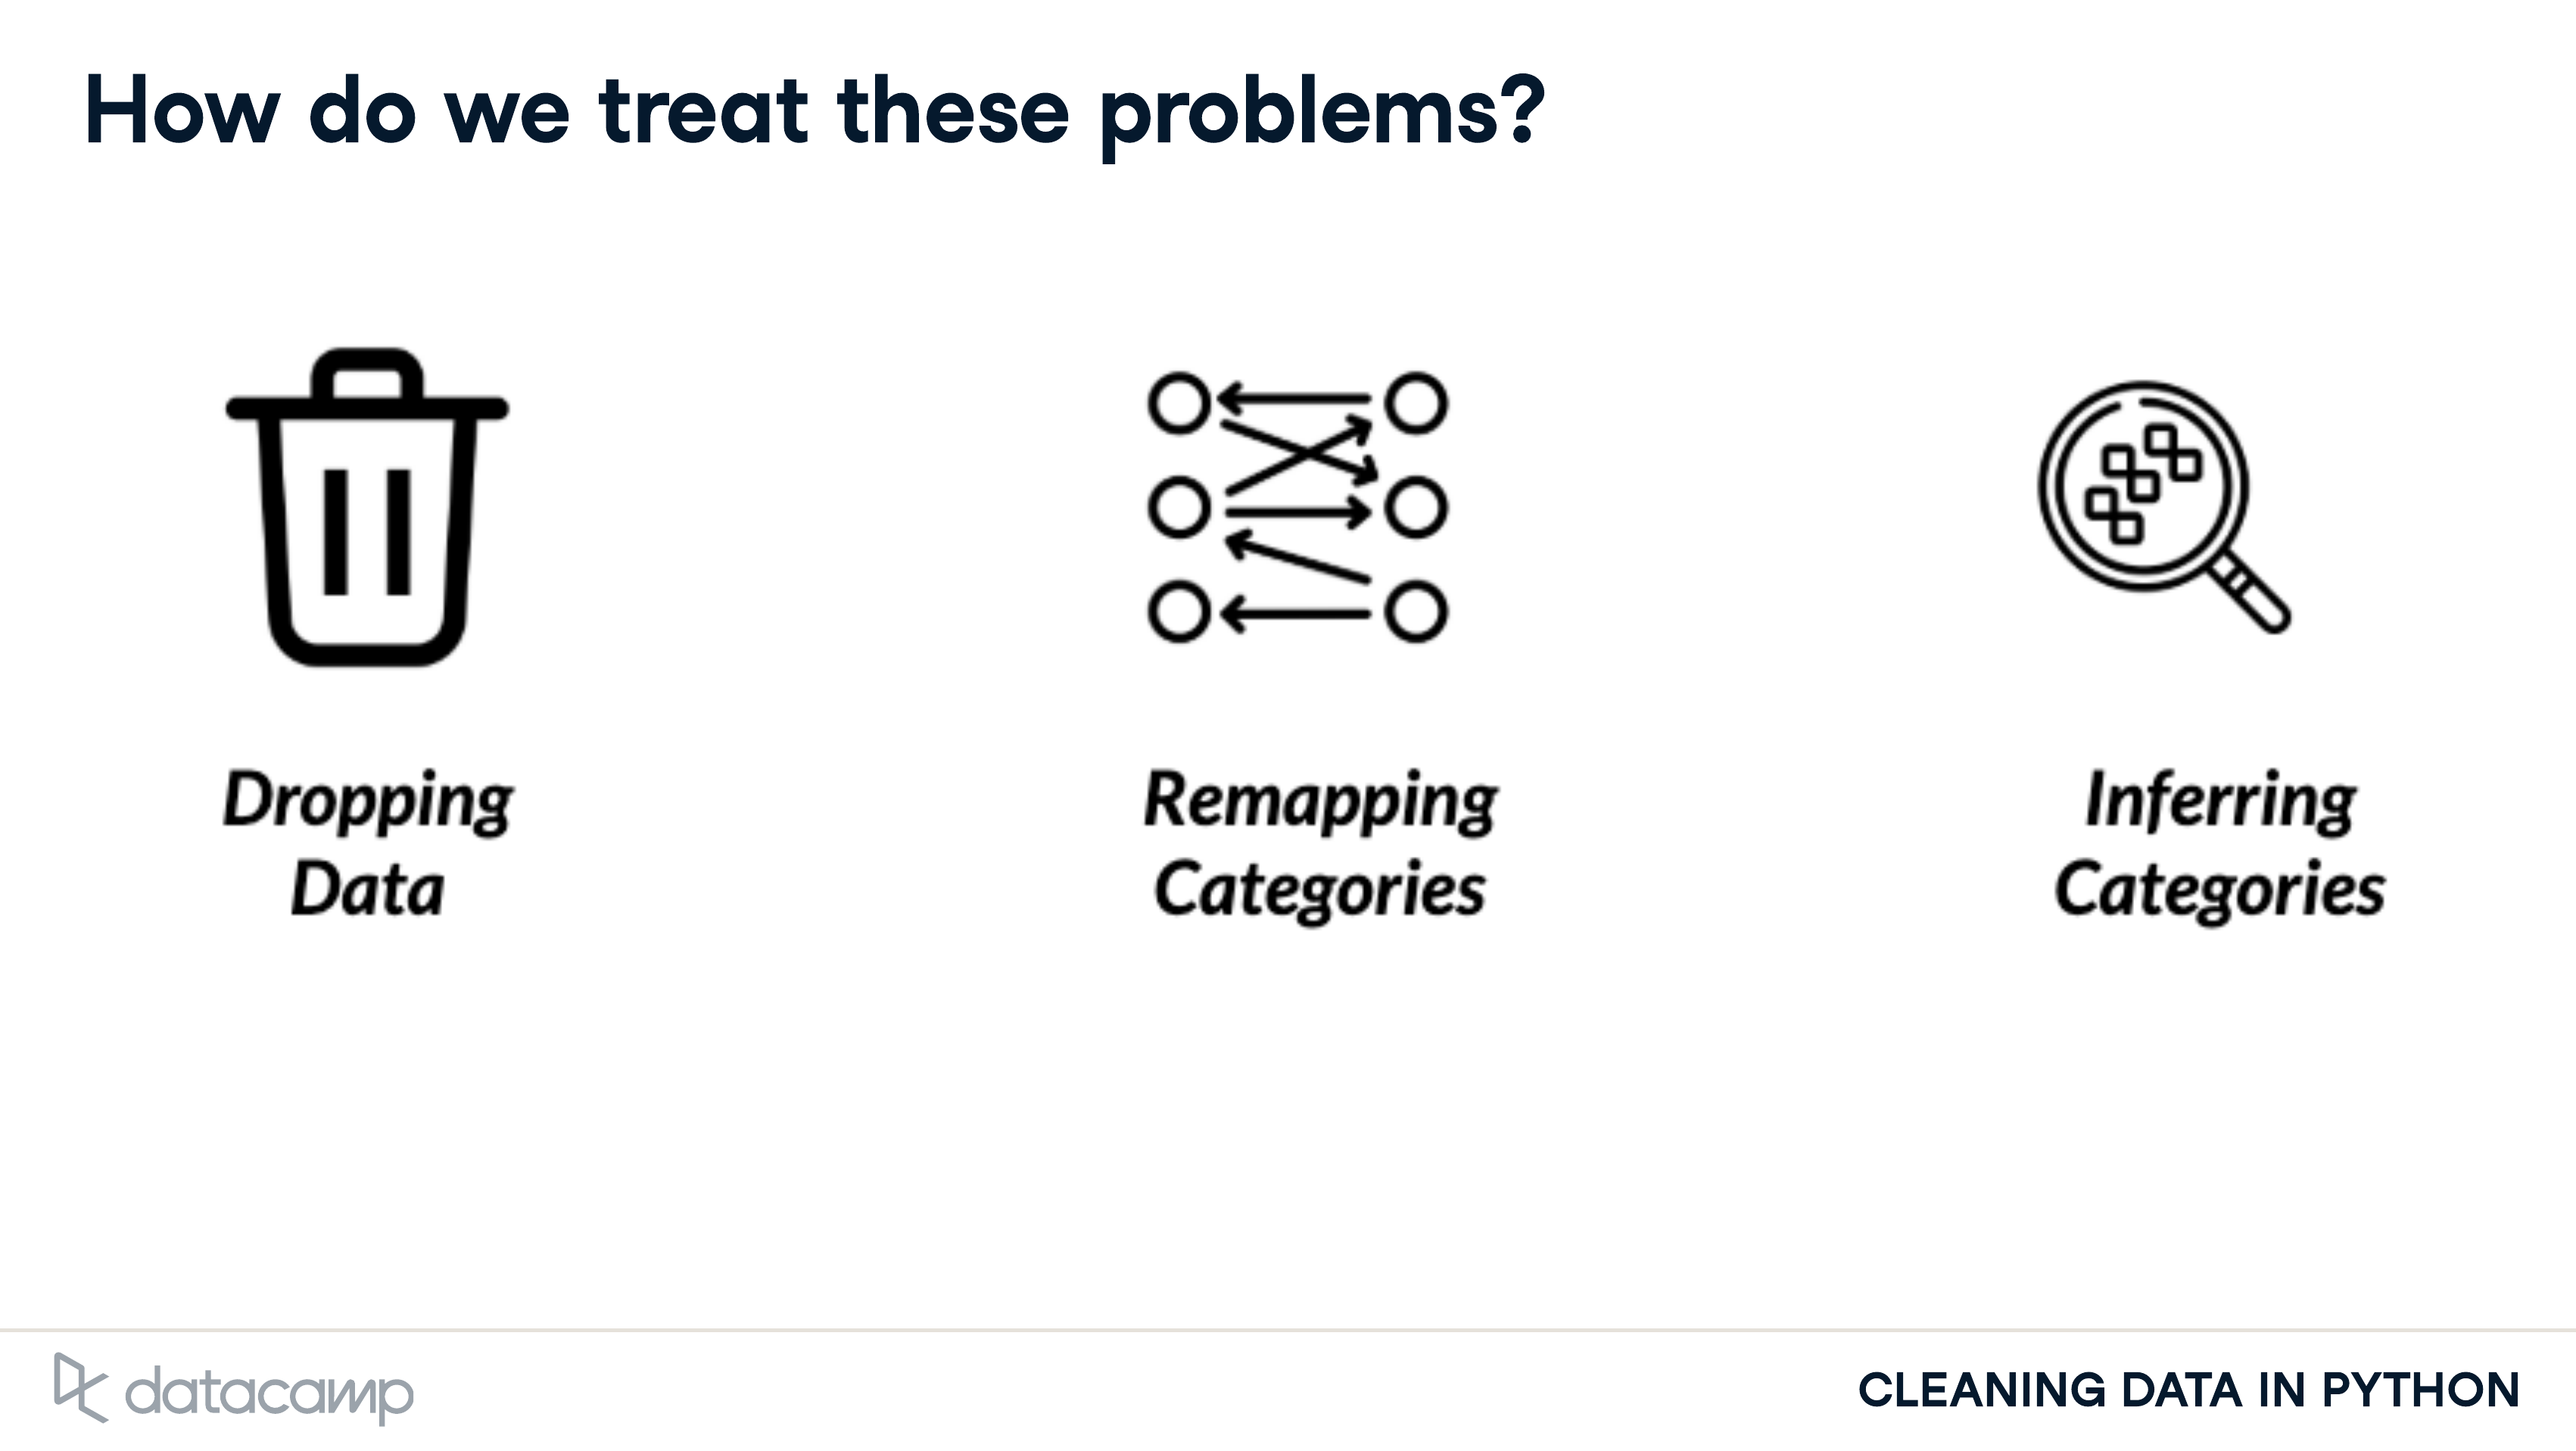 How do we treat these problems?
Dropping
Data
Remapping
Categories
Inferring
Categories
datacamp
CLEANING DATA IN PYTHON